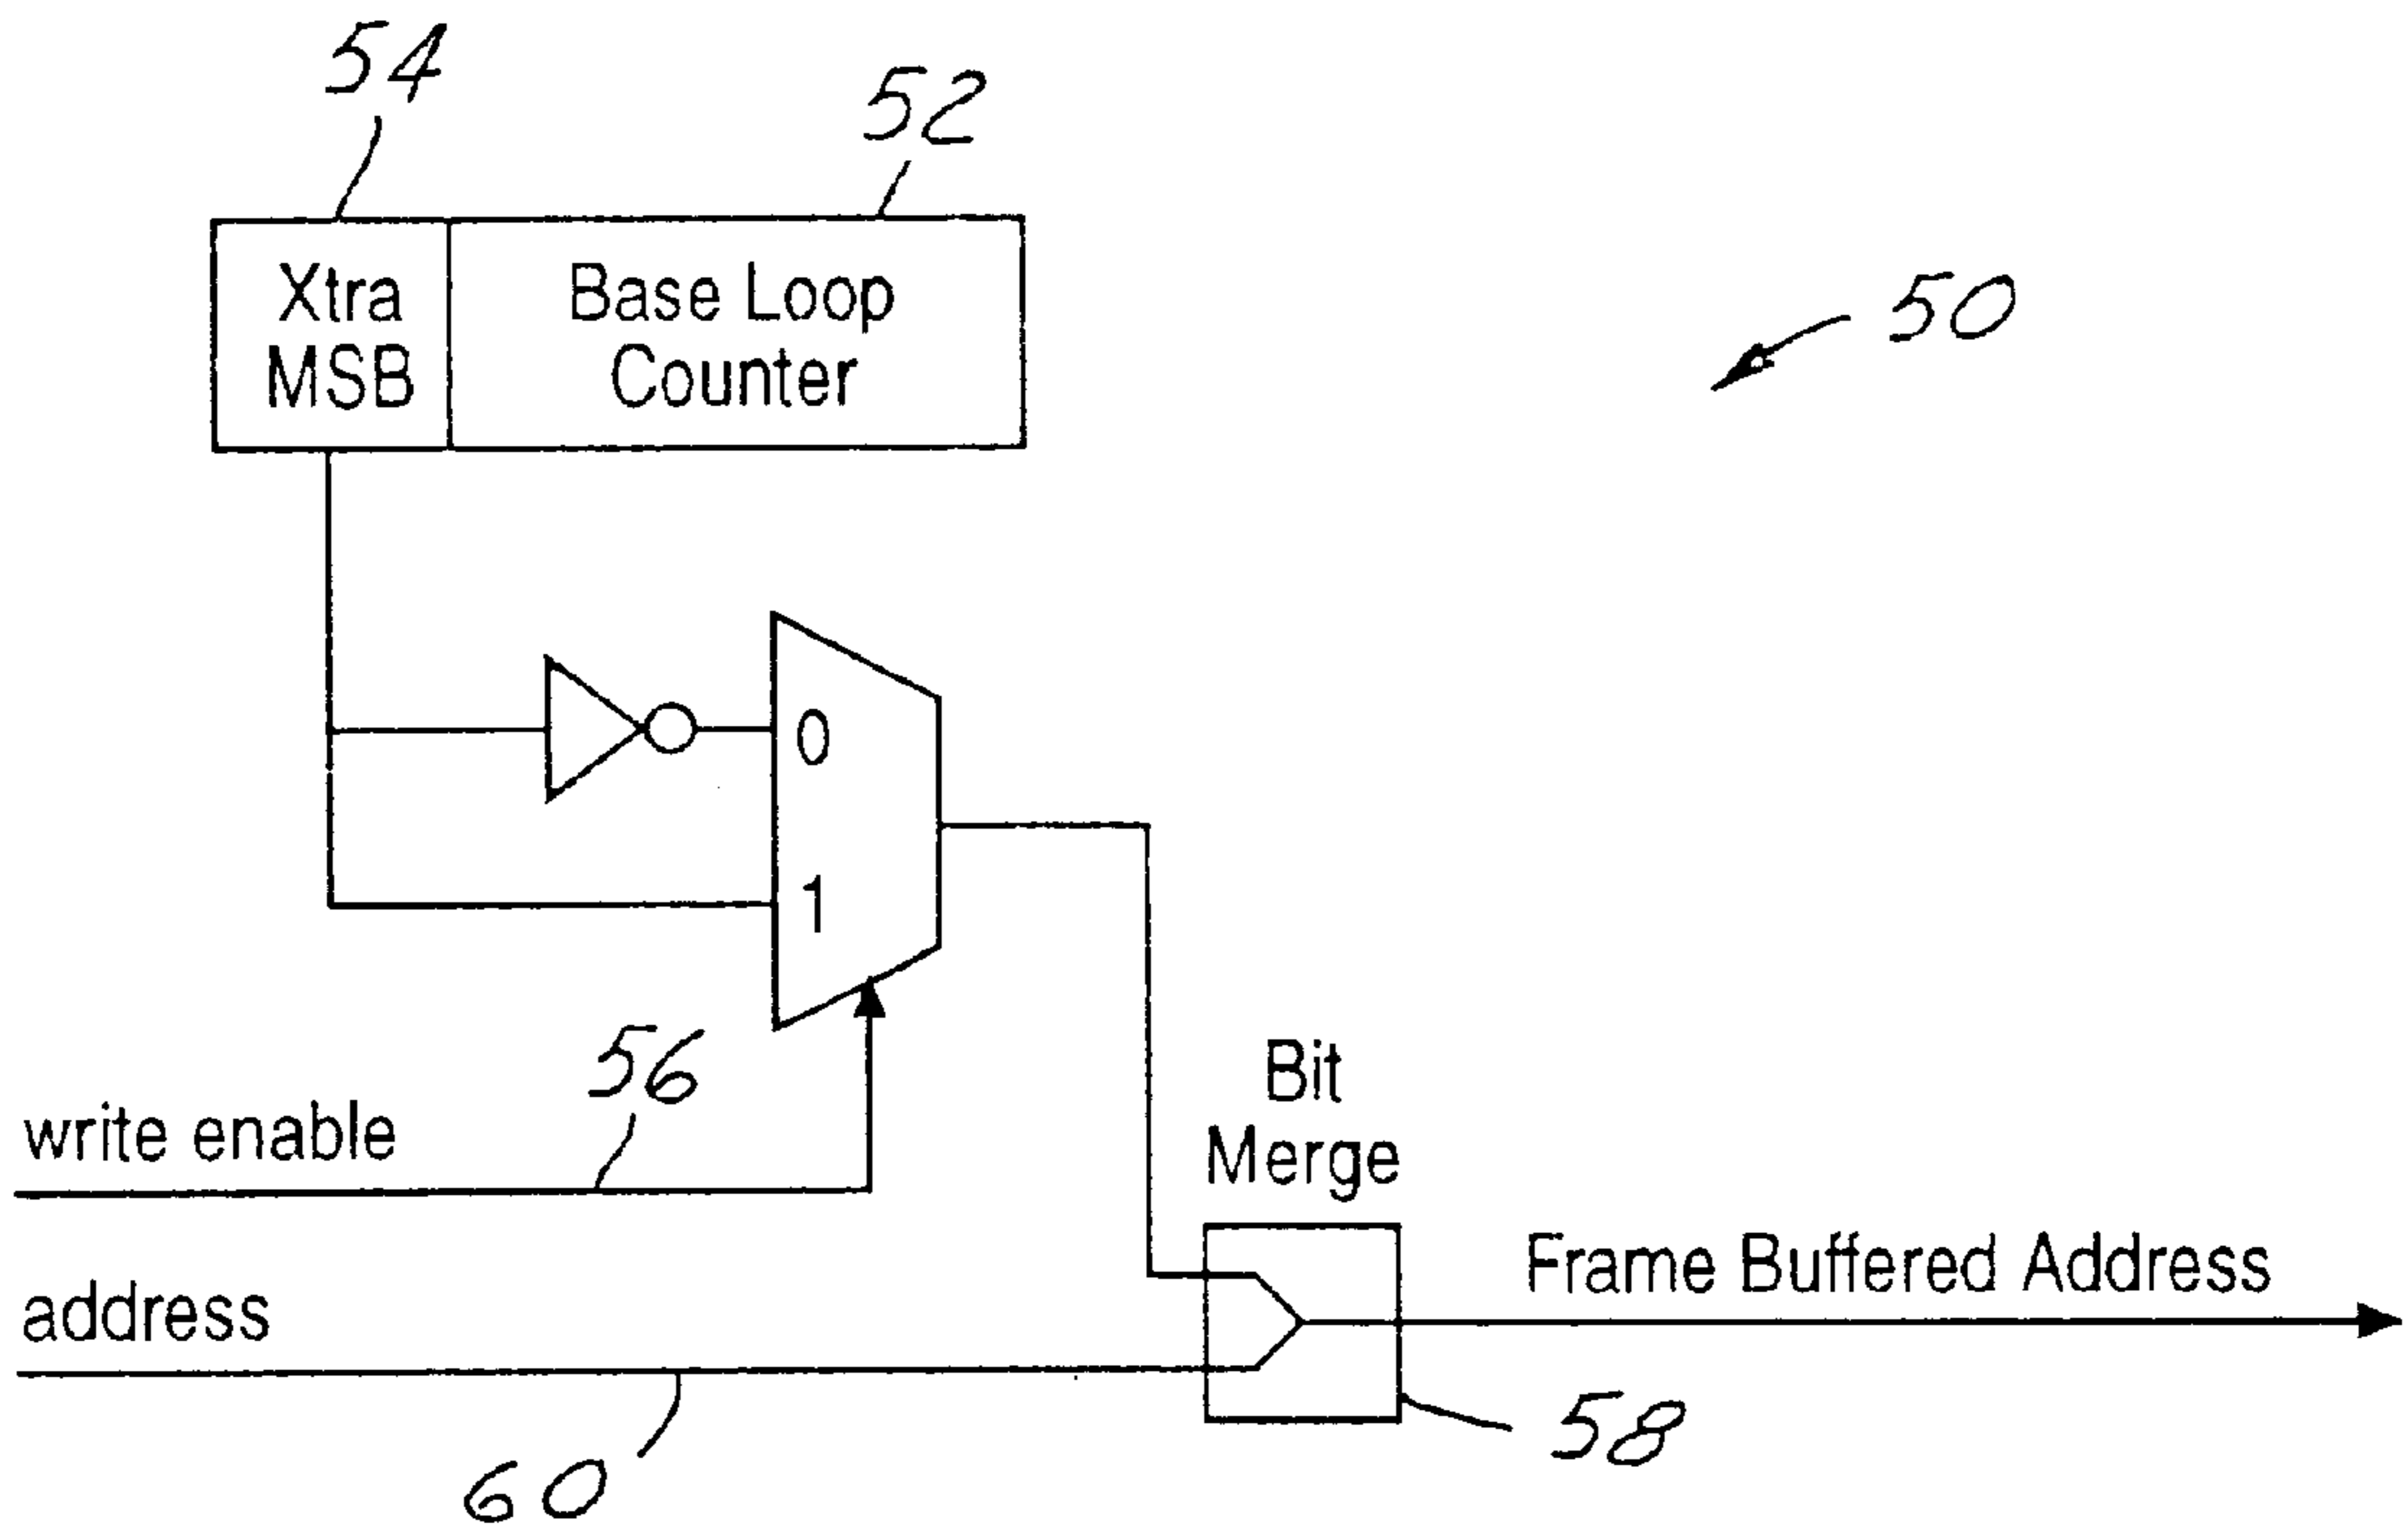 54
52
Xtra
MSB
Base Loop
Counter
50
0
1
56
write enable
Bit
Merge
Frame Buffered Address
address
58
60